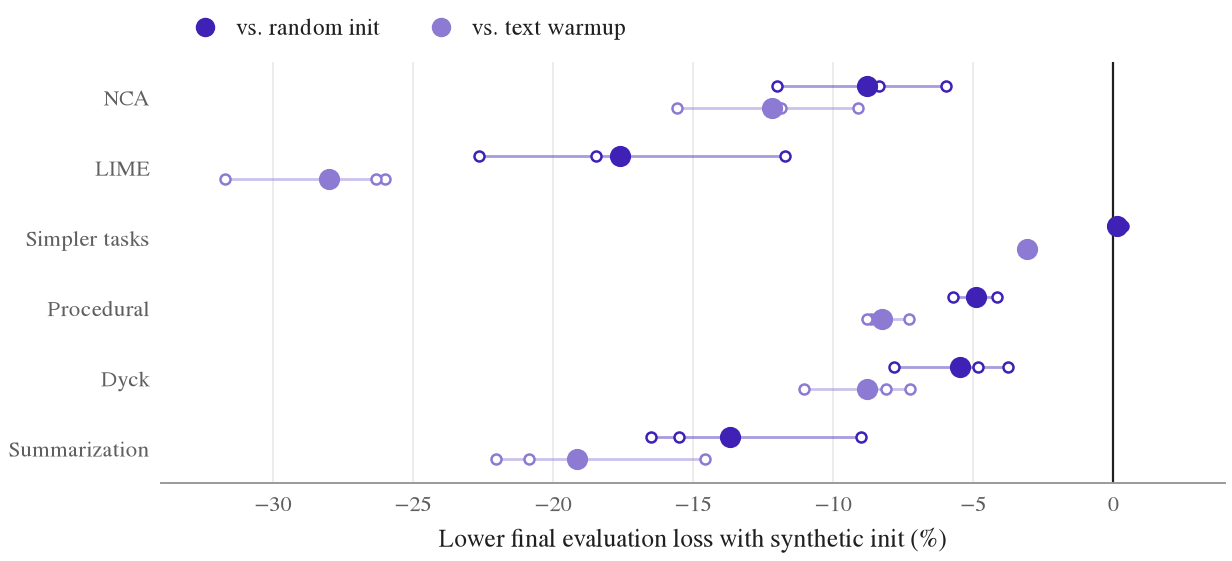 vs. random init
vs. text warmup
NCA
LIME
Simpler tasks
Procedural
Dyck
Summarization
−30 −25 −20 −15 −10 −5 0
Lower final evaluation loss with synthetic init (%)